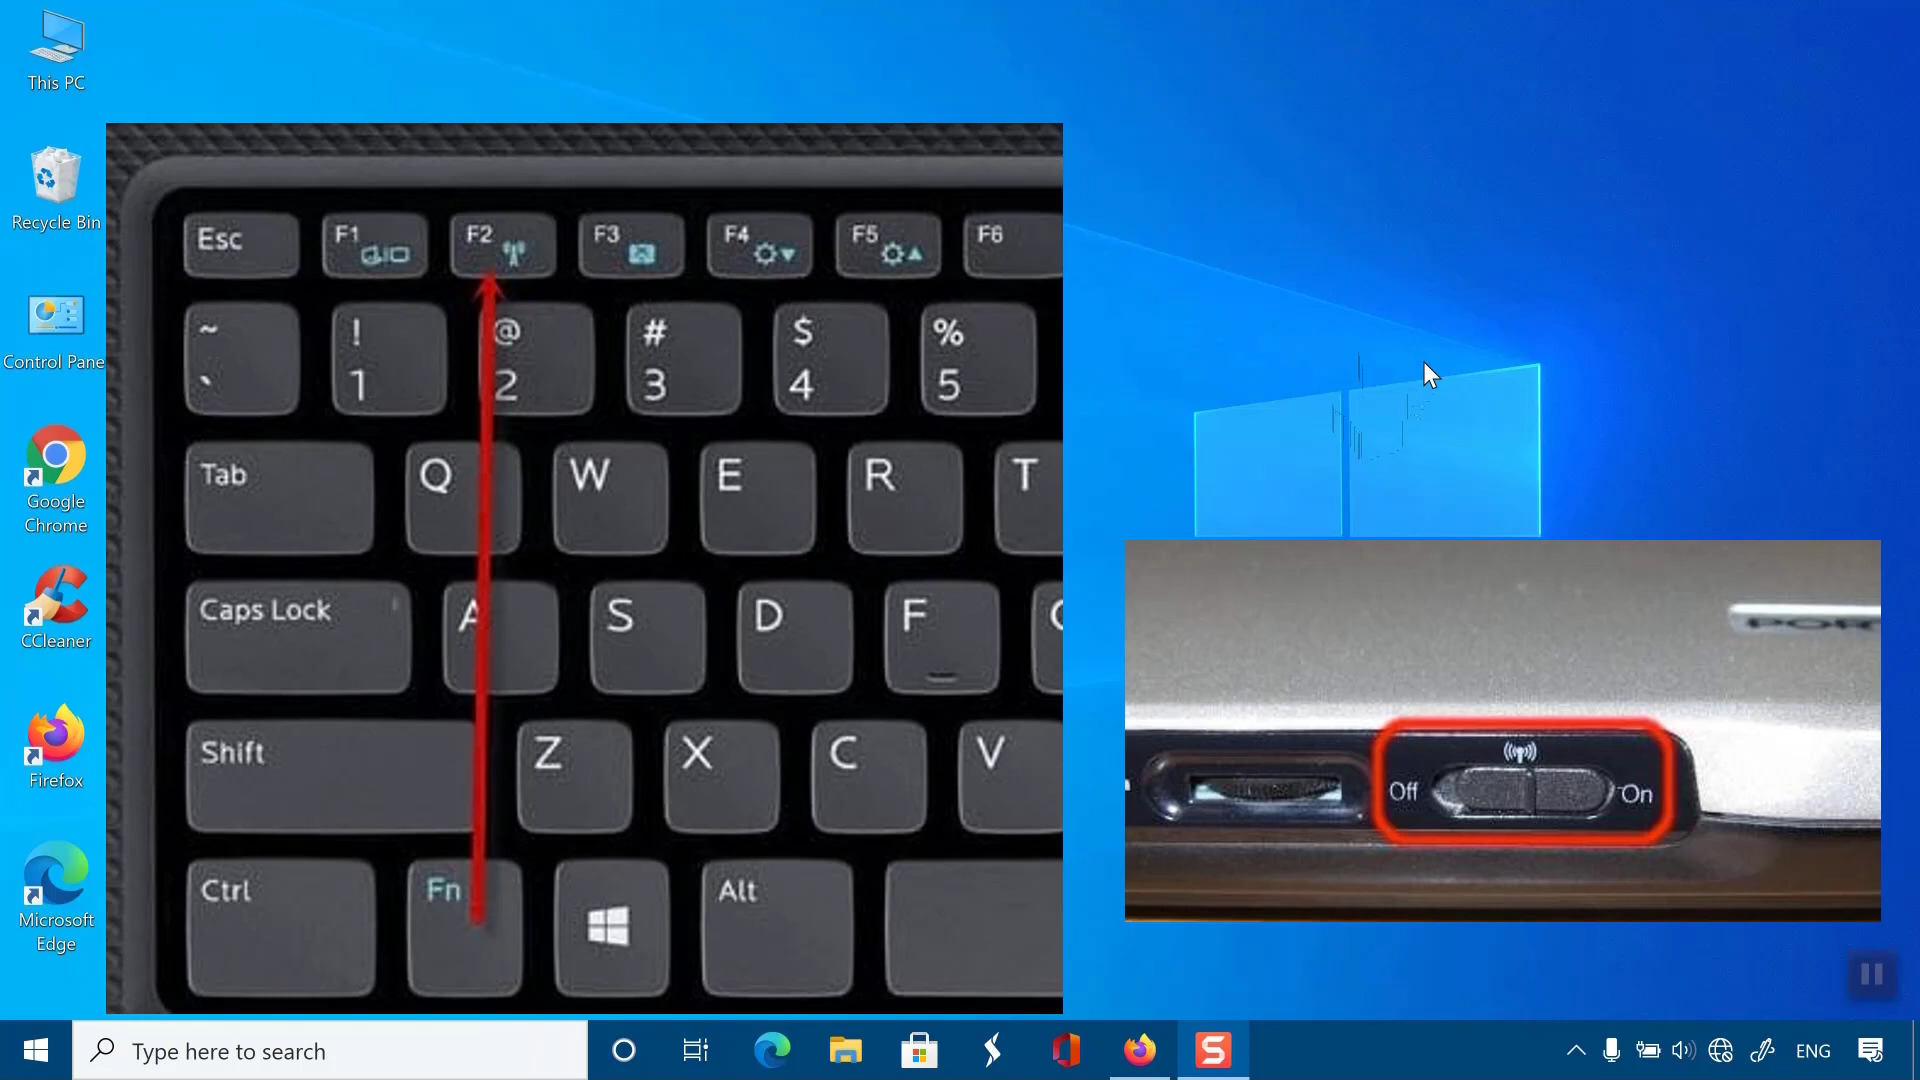 This PC
Recycle Bin
Control Pane
Google
Chrome
CCleaner
Firefox
Microsoft
Edge
Esc
F1
F2
F3
F4
F5
F6
~
`
!
1
@
2
#
3
$
4
%
5
Tab
Q
W
E
R
T
Caps Lock
A
S
D
F
Shift
Z
X
C
V
Ctrl
Fn
Alt
Off
On
Type here to search
ENG